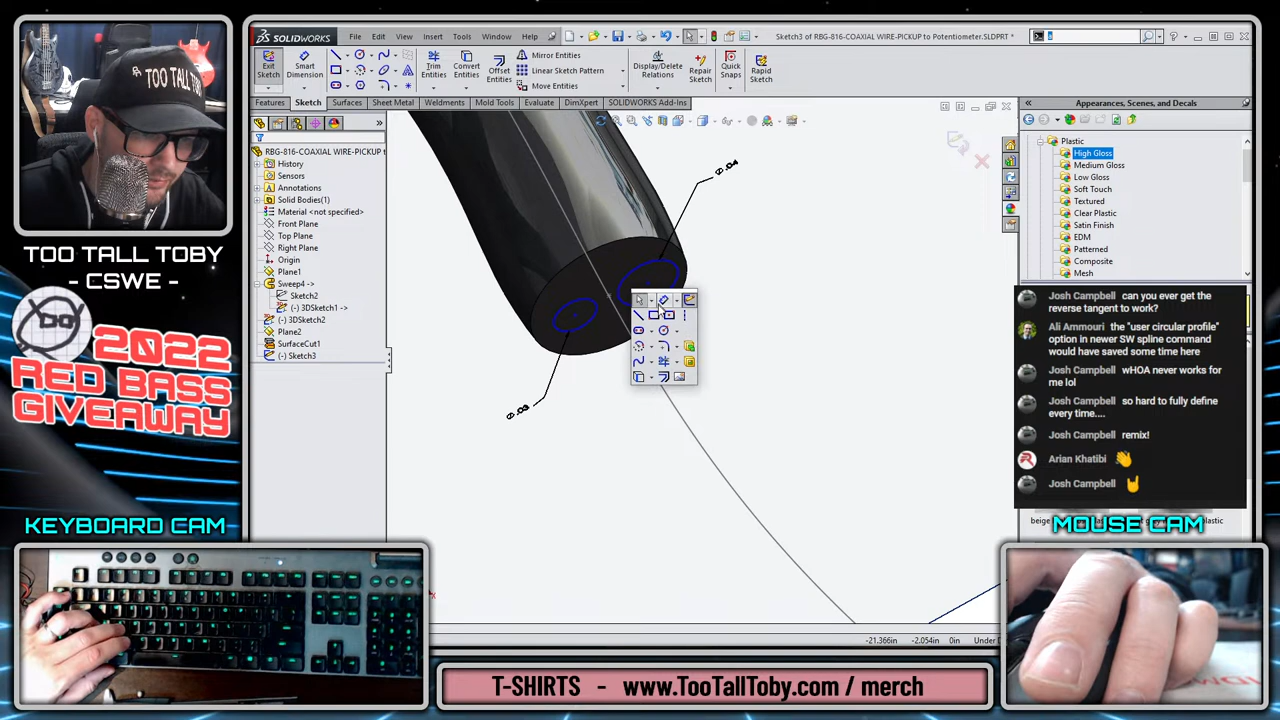 SOLIDWORKS
File Edit View Insert Tools Window Help
Sketch3 of RBG-816-COAXIAL WIRE-PICKUP to Potentiometer.SLDPRT *
Exit Sketch
Smart Dimension
Trim Entities
Convert Entities
Offset Entities
Mirror Entities
Linear Sketch Pattern
Move Entities
Display/Delete Relations
Repair Sketch
Quick Snaps
Rapid Sketch
Features Sketch Surfaces Sheet Metal Weldments Mold Tools Evaluate DimXpert SOLIDWORKS Add-Ins
RBG-816-COAXIAL WIRE-PICKUP t
History
Sensors
Annotations
Solid Bodies(1)
Material <not specified>
Front Plane
Top Plane
Right Plane
Origin
Plane1
Sweep4 ->
Sketch2
(-) 3DSketch1 ->
(-) 3DSketch2
Plane2
SurfaceCut1
(-) Sketch3
Ø.04
Ø.03
-21.366in -2.054in 0in Under D
Appearances, Scenes, and Decals
Plastic
High Gloss
Medium Gloss
Low Gloss
Soft Touch
Textured
Clear Plastic
Satin Finish
EDM
Patterned
Composite
Mesh
Josh Campbell can you ever get the
reverse tangent to work?
Ali Ammouri the "user circular profile"
option in newer SW spline command
would have saved some time here
Josh Campbell wHOA never works for
me lol
Josh Campbell so hard to fully define
every time....
Josh Campbell remix!
Arian Khatibi 👏
Josh Campbell 🤘
TOO TALL TOBY
TOO TALL TOBY
- CSWE -
2022
RED BASS
GIVEAWAY
KEYBOARD CAM
MOUSE CAM
T-SHIRTS - www.TooTallToby.com / merch